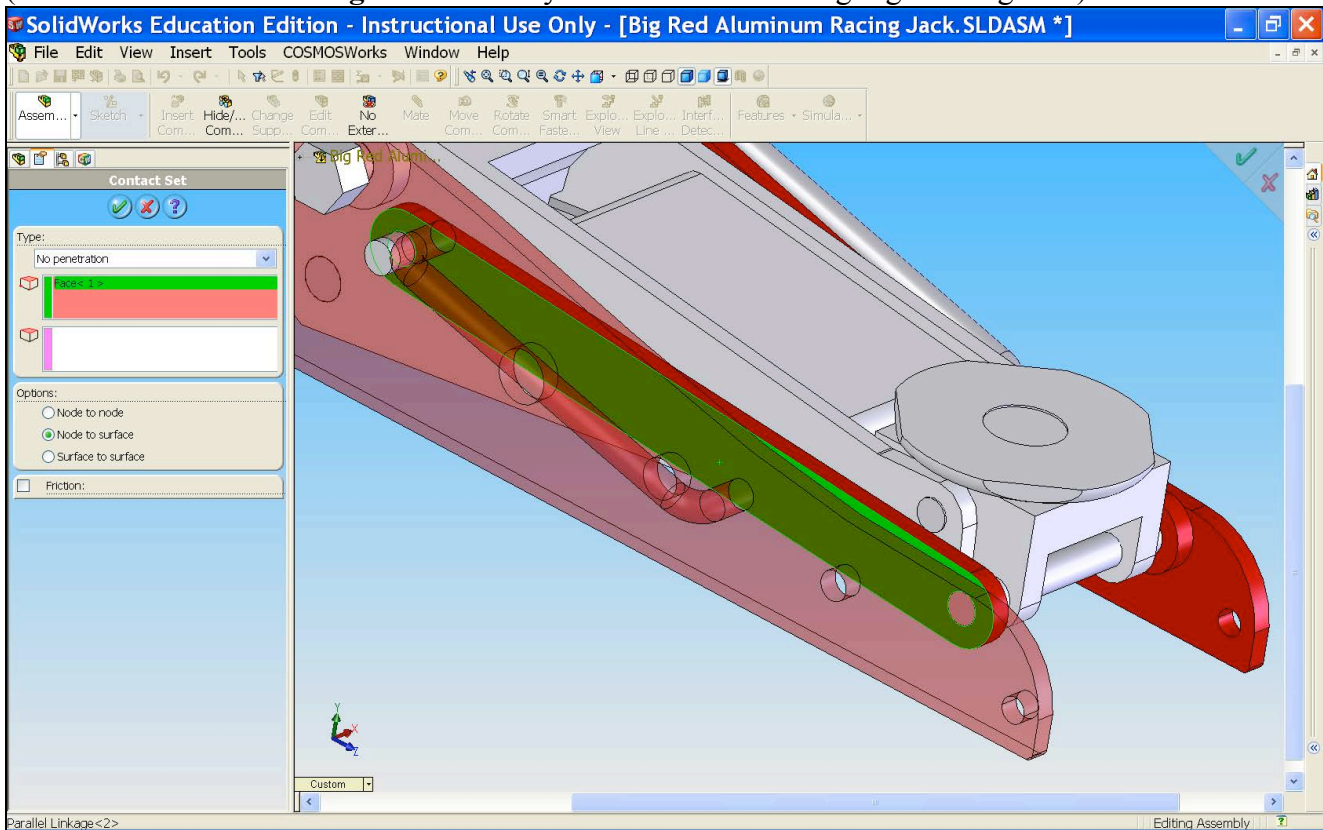 SolidWorks Education Edition - Instructional Use Only - [Big Red Aluminum Racing Jack.SLDASM *]
File Edit View Insert Tools COSMOSWorks Window Help
Assem... Sketch Insert Hide/... Change Edit No Mate Move Rotate Smart Explo... Explo... Interf... Features Simula...
Com... Com... Supp... Com... Exter... Com... Com... Faste... View Line ... Detec...
Big Red Alumi...
Contact Set
Type:
No penetration
Face< 1 >
Options:
Node to node
Node to surface
Surface to surface
Friction:
Y
X
Z
Custom
Parallel Linkage<2>
Editing Assembly